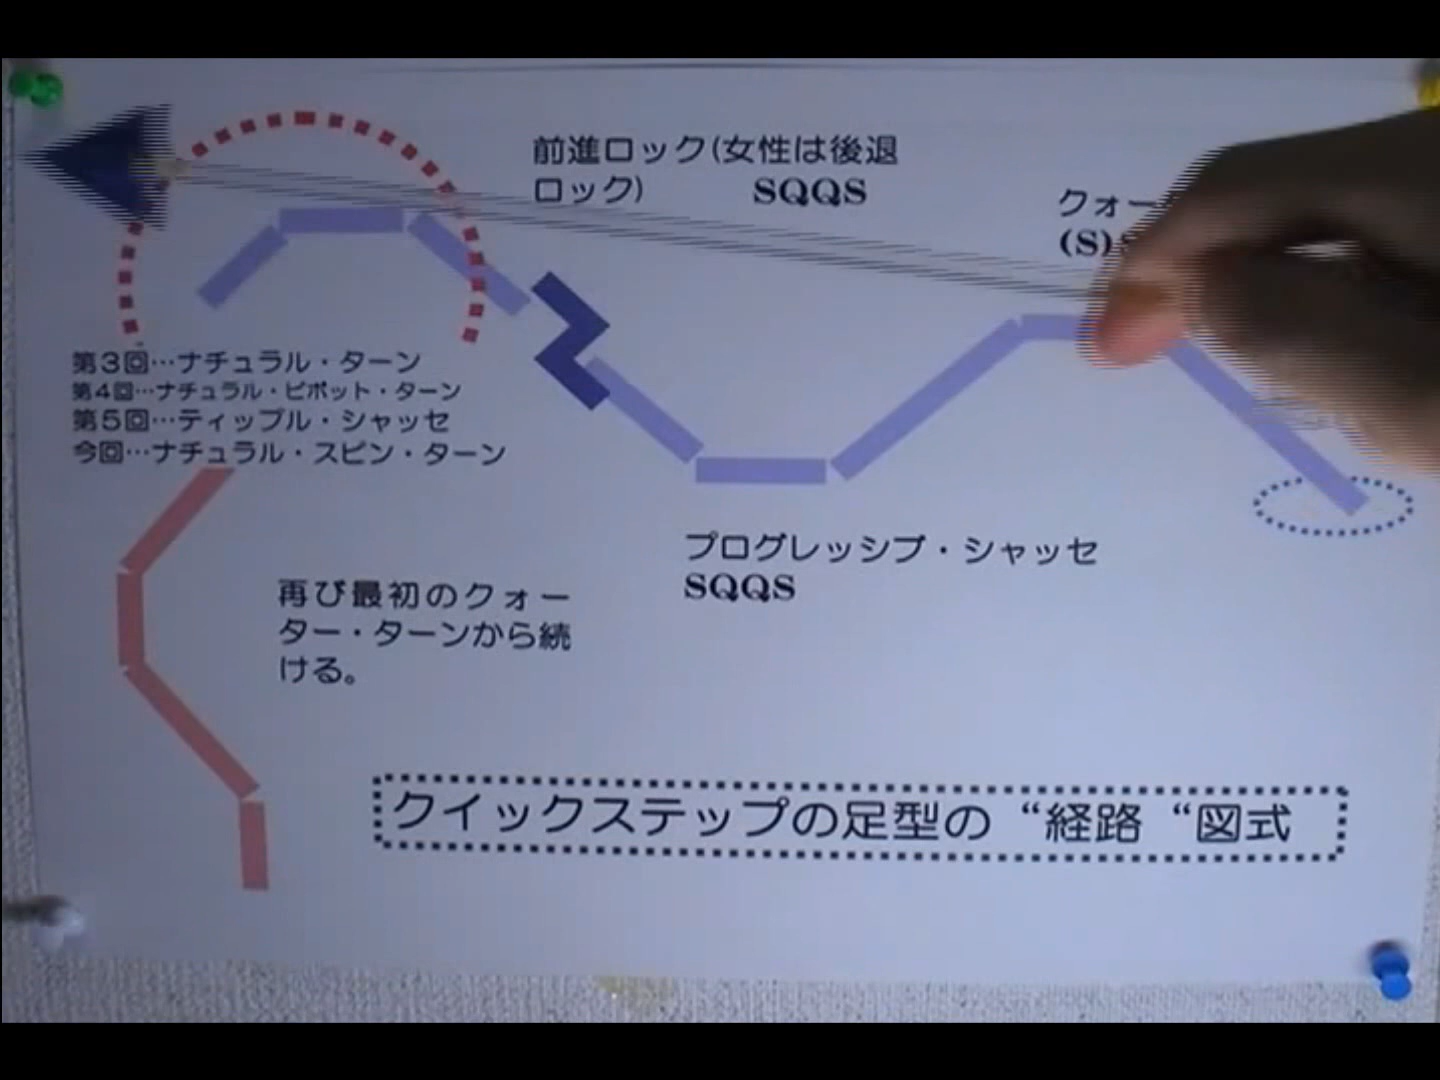 前進ロック(女性は後退
ロック) SQQS
クォー
(S)S
第3回…ナチュラル・ターン
第4回…ナチュラル・ピボット・ターン
第5回…ティップル・シャッセ
今回…ナチュラル・スピン・ターン
プログレッシブ・シャッセ
SQQS
再び最初のクォー
ター・ターンから続
ける。
クイックステップの足型の“経路“図式